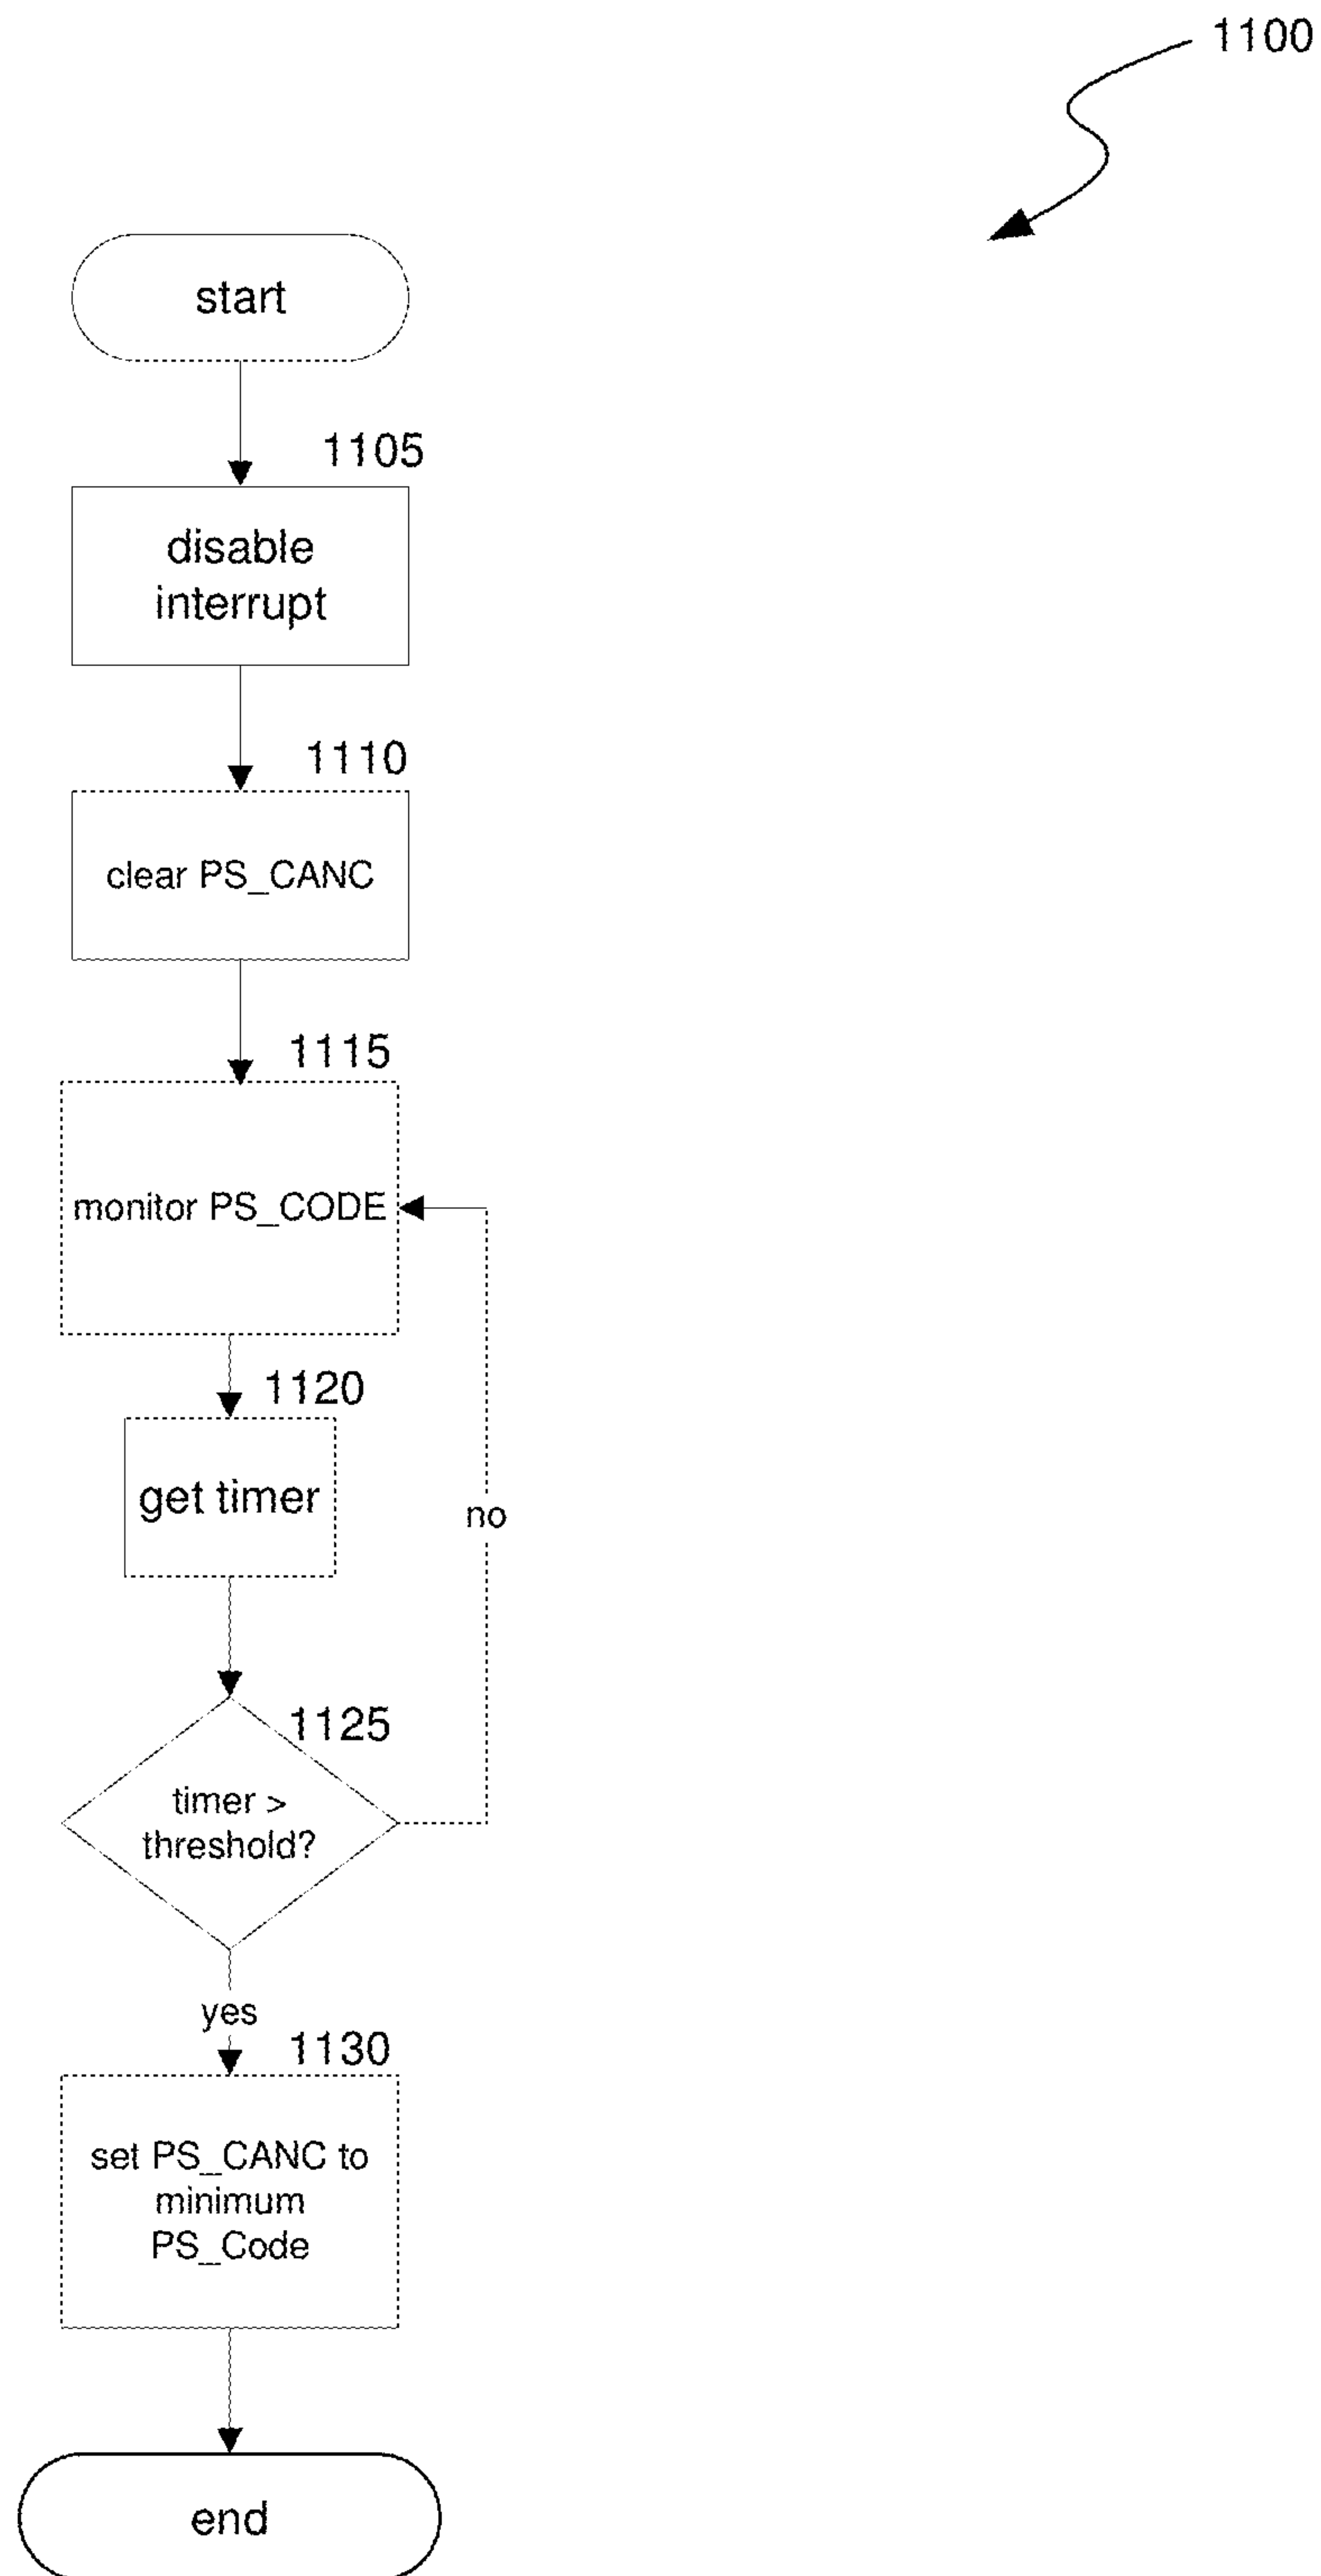 1100
start
1105
disable
interrupt
1110
clear PS_CANC
1115
monitor PS_CODE
1120
get timer
no
1125
timer >
threshold?
yes
1130
set PS_CANC to
minimum
PS_Code
end